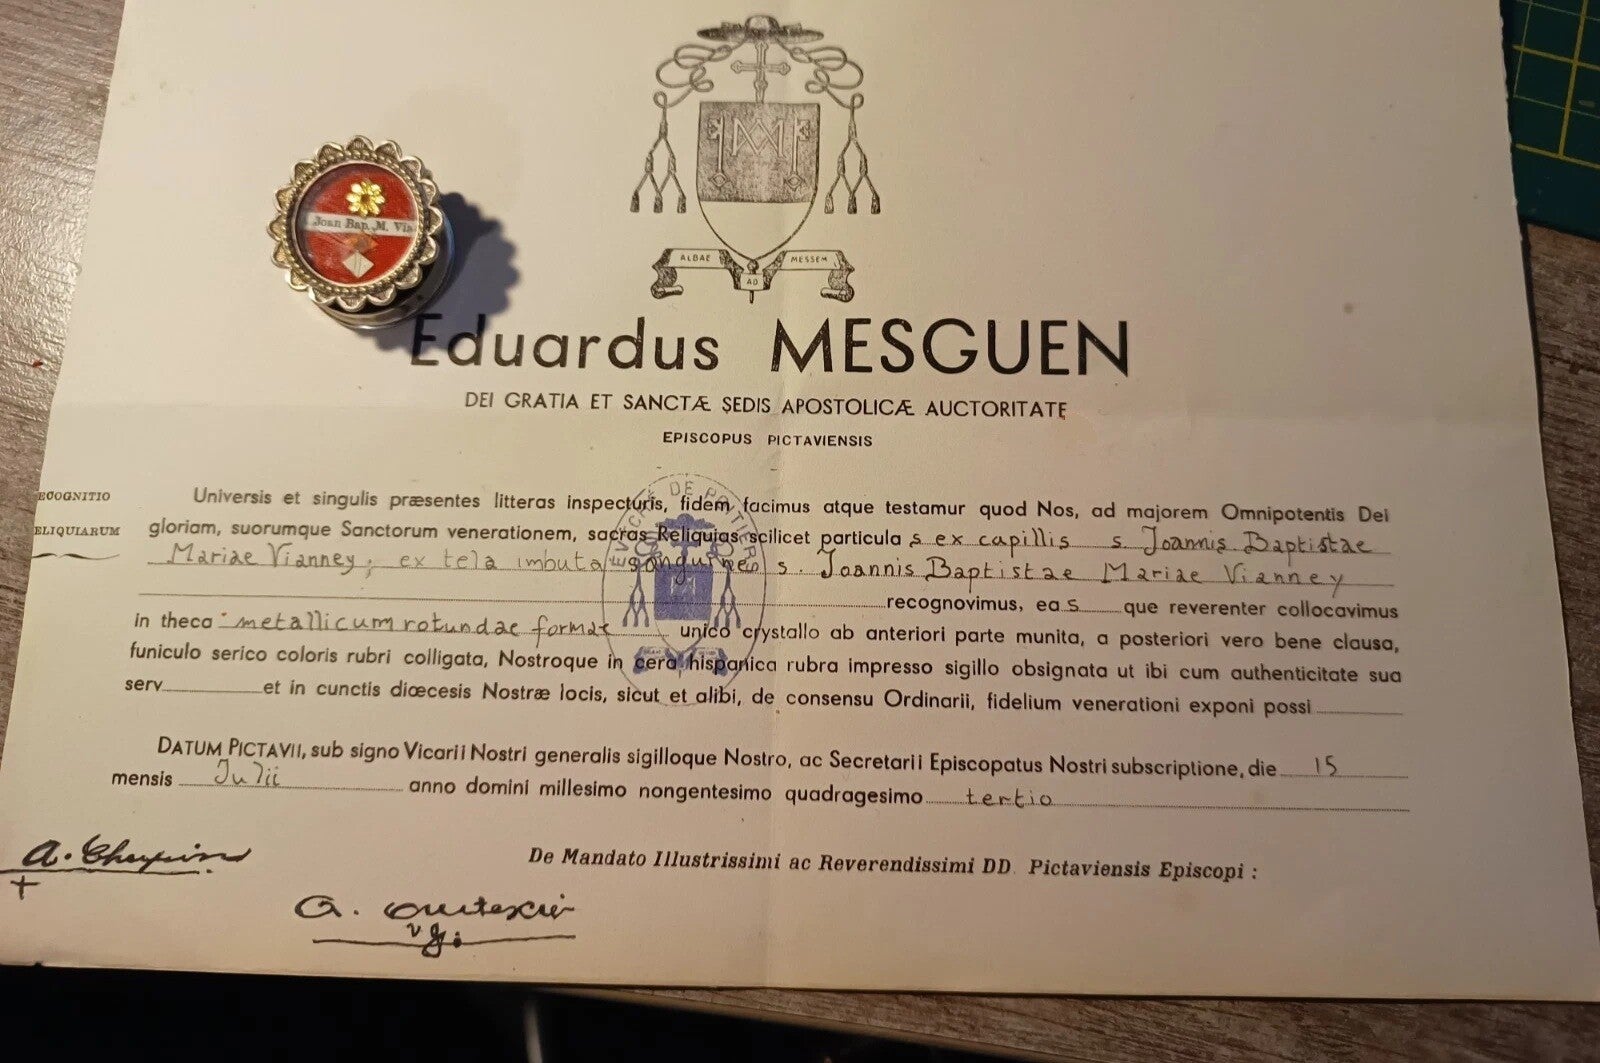 Joan Bap. M. Via
ALBAE AD MESSEM
Eduardus MESGUEN
DEI GRATIA ET SANCTÆ SEDIS APOSTOLICÆ AUCTORITATE
EPISCOPUS PICTAVIENSIS
ECOGNITIO
ELIQUIARUM
Universis et singulis præsentes litteras inspecturis, fidem facimus atque testamur quod Nos, ad majorem Omnipotentis Dei
gloriam, suorumque Sanctorum venerationem, sacras Reliquias scilicet particula s ex capillis s Joannis Baptistae
Mariae Vianney; ex tela imbuta sanguine s. Joannis Baptistae Mariae Vianney
recognovimus, ea s que reverenter collocavimus
in theca metallicum rotundae formae unico crystallo ab anteriori parte munita, a posteriori vero bene clausa,
funiculo serico coloris rubri colligata, Nostroque in cera hispanica rubra impresso sigillo obsignata ut ibi cum authenticitate sua
serv et in cunctis diœcesis Nostræ locis, sicut et alibi, de consensu Ordinarii, fidelium venerationi exponi possi
DATUM PICTAVII, sub signo Vicarii Nostri generalis sigilloque Nostro, ac Secretarii Episcopatus Nostri subscriptione, die 15
mensis Julii anno domini millesimo nongentesimo quadragesimo tertio
De Mandato Illustrissimi ac Reverendissimi DD. Pictaviensis Episcopi :
A.
a.
vg.